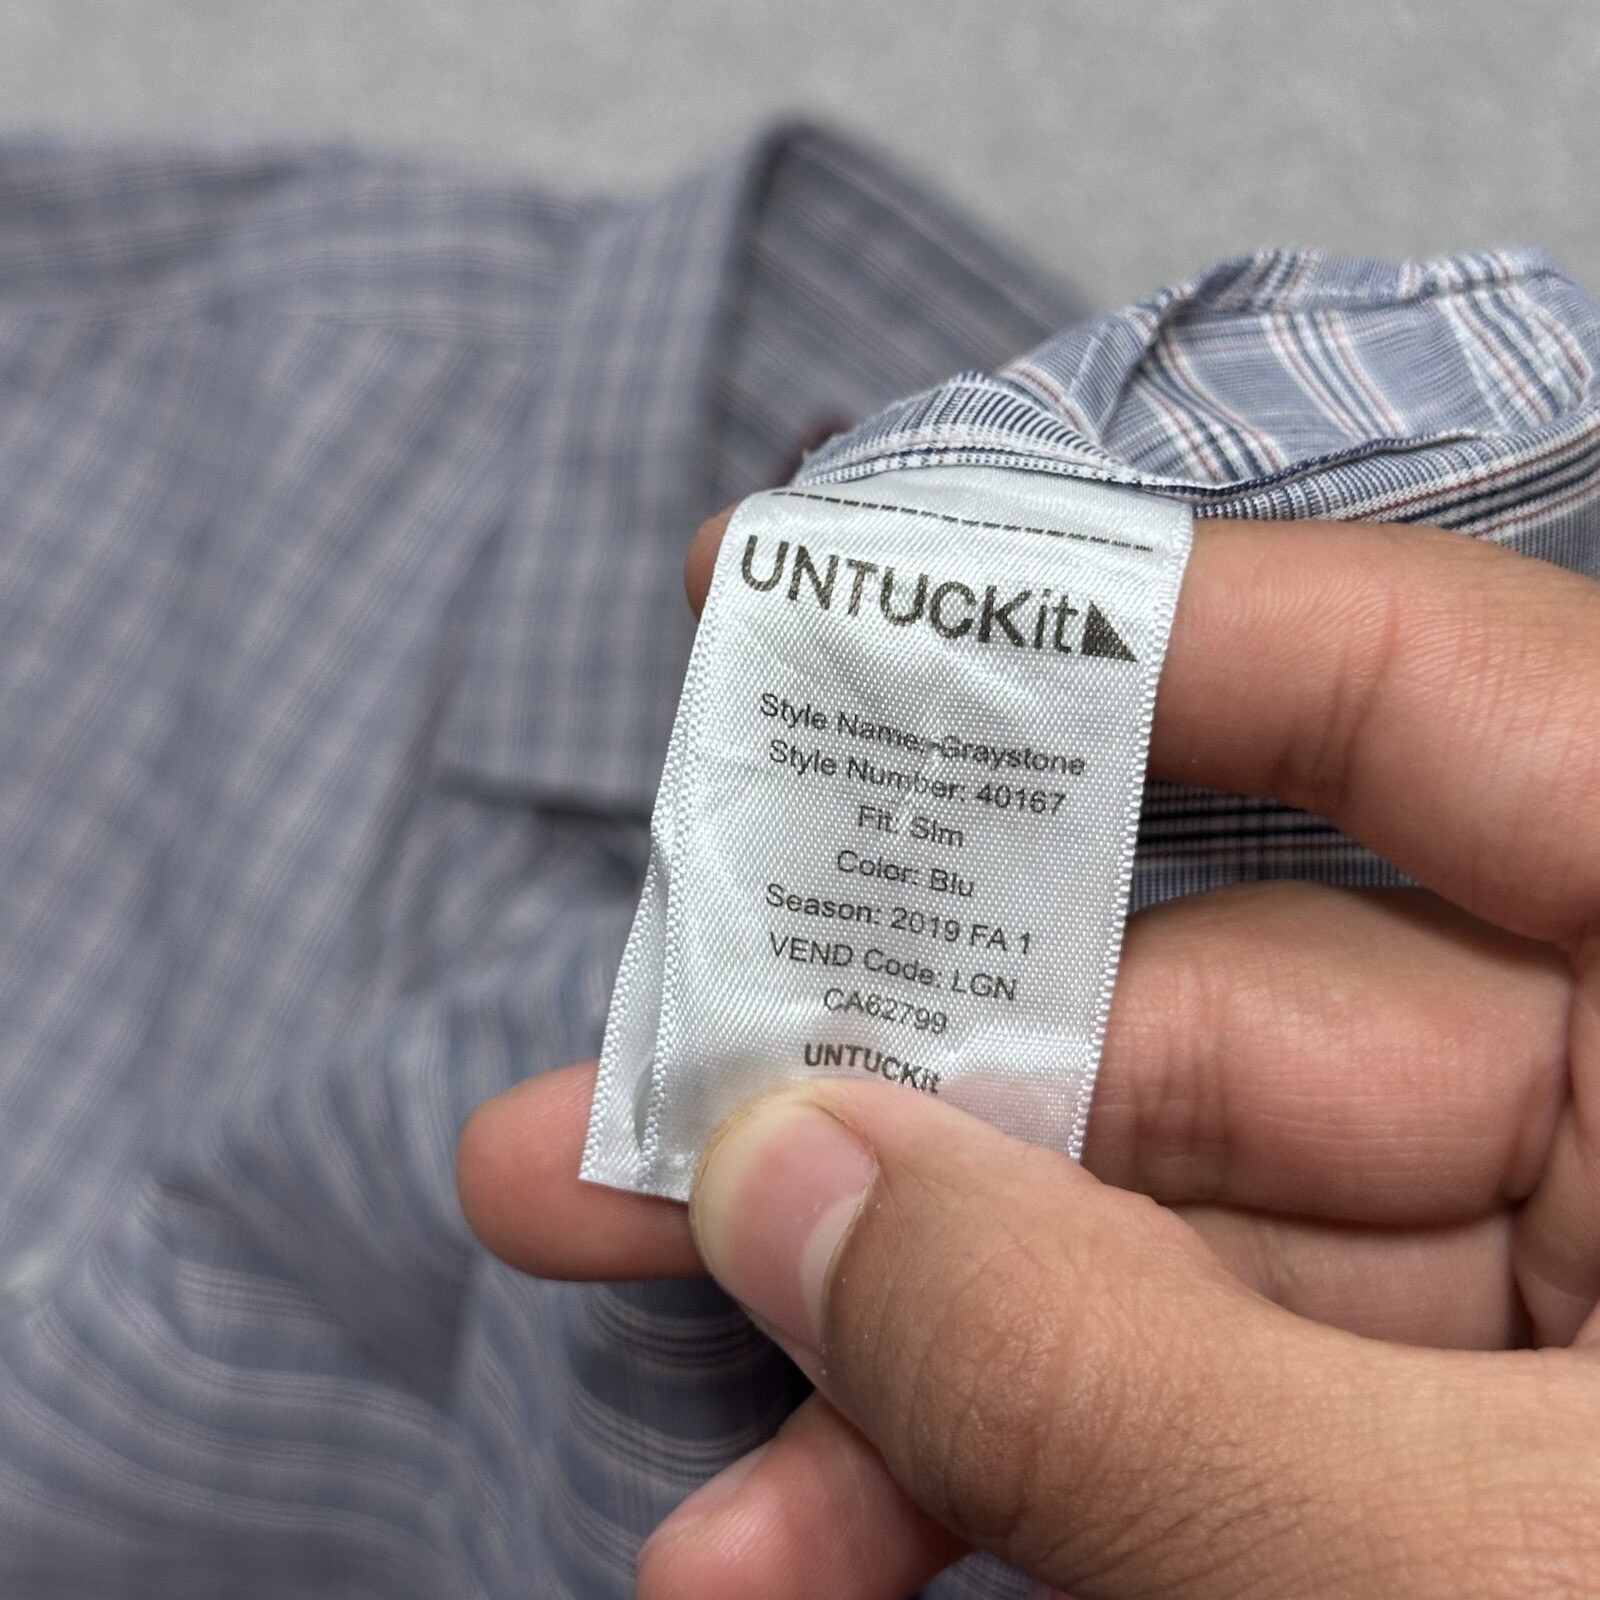 UNTUCKit
Style Name: Graystone
Style Number: 40167
Fit: Slm
Color: Blu
Season: 2019 FA 1
VEND Code: LGN
CA62799
UNTUCKit